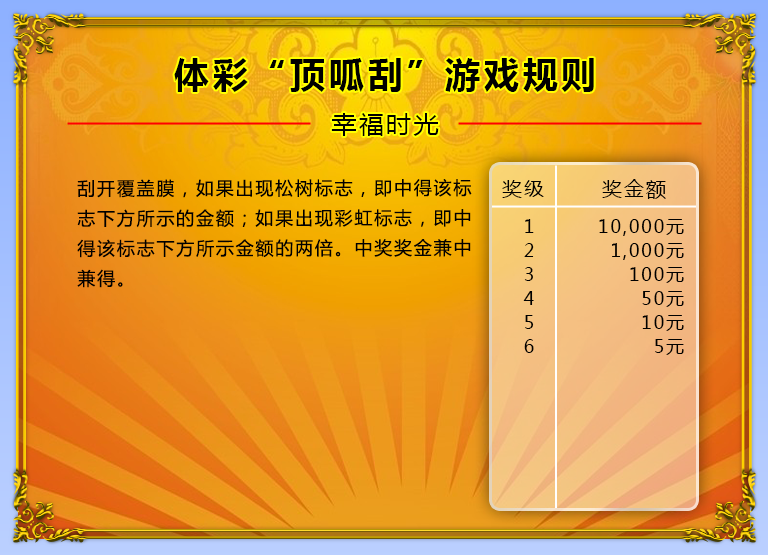 体彩“顶呱刮”游戏规则
幸福时光
刮开覆盖膜，如果出现松树标志，即中得该标
志下方所示的金额；如果出现彩虹标志，即中
得该标志下方所示金额的两倍。中奖奖金兼中
兼得。
奖级 奖金额
1 10,000元
2 1,000元
3 100元
4 50元
5 10元
6 5元